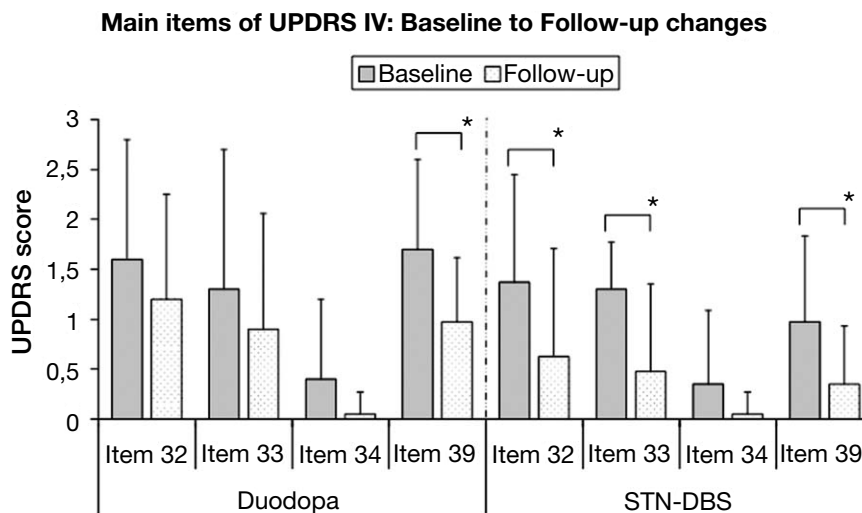 Main items of UPDRS IV: Baseline to Follow-up changes
Baseline Follow-up
UPDRS score
3
2,5
2
1,5
1
0,5
0
* * * *
Item 32 Item 33 Item 34 Item 39 Item 32 Item 33 Item 34 Item 39
Duodopa STN-DBS